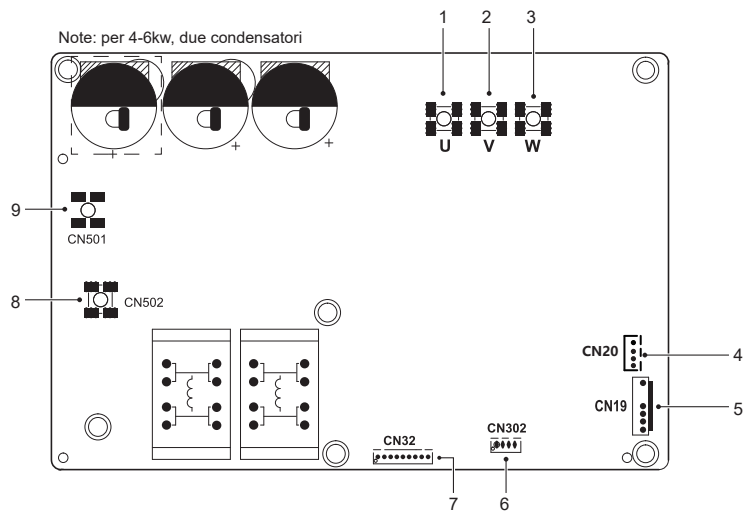 Note: per 4-6kw, due condensatori
1 2 3
U V W
9
CN501
8 CN502
CN20 4
CN19 5
CN32 CN302
7 6